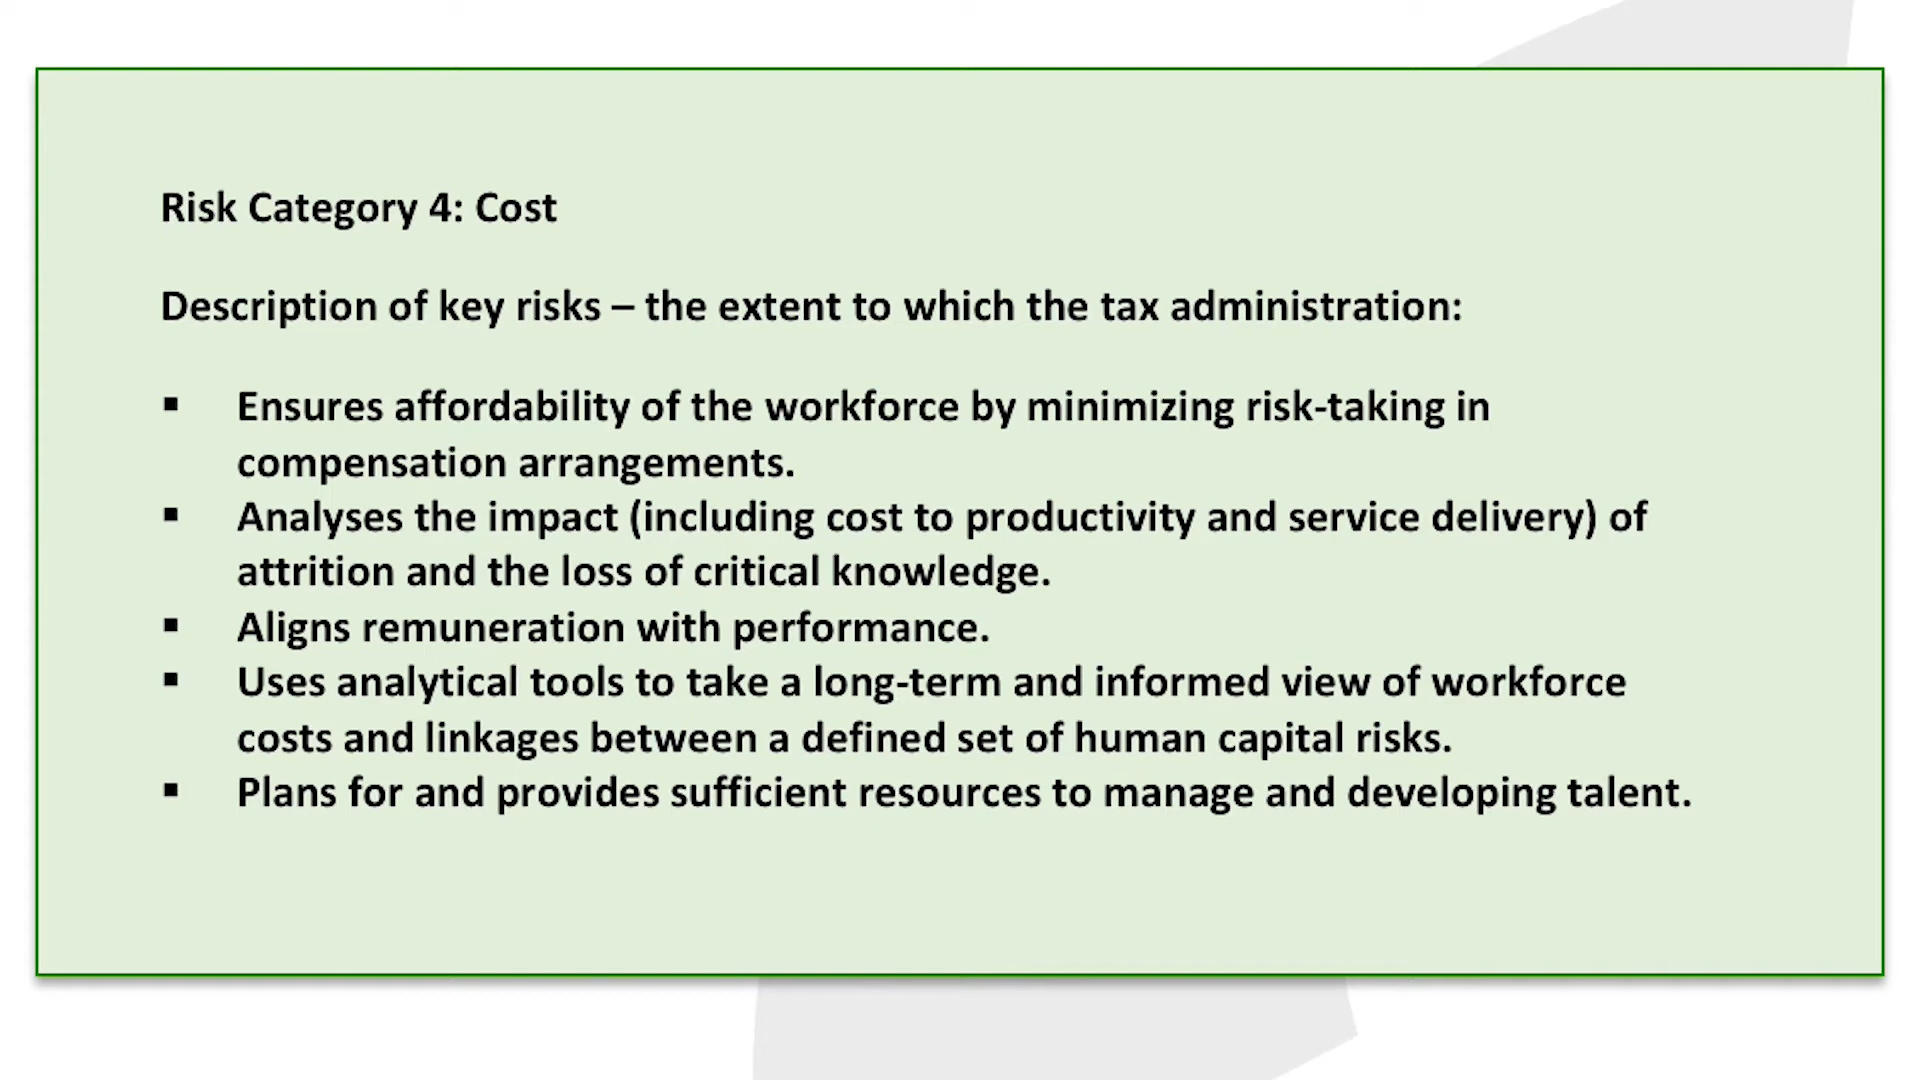 Risk Category 4: Cost
Description of key risks – the extent to which the tax administration:
▪ Ensures affordability of the workforce by minimizing risk-taking in
compensation arrangements.
▪ Analyses the impact (including cost to productivity and service delivery) of
attrition and the loss of critical knowledge.
▪ Aligns remuneration with performance.
▪ Uses analytical tools to take a long-term and informed view of workforce
costs and linkages between a defined set of human capital risks.
▪ Plans for and provides sufficient resources to manage and developing talent.